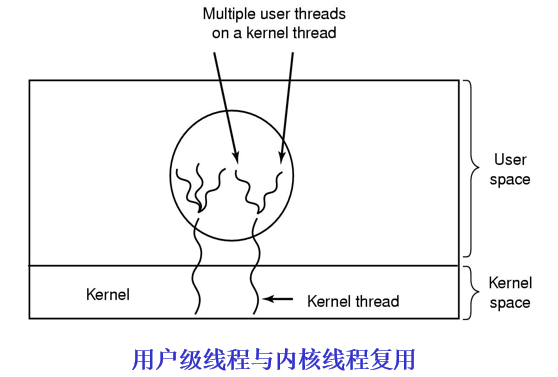 Multiple user threads
on a kernel thread
User
space
Kernel
Kernel thread
Kernel
space
用户级线程与内核线程复用